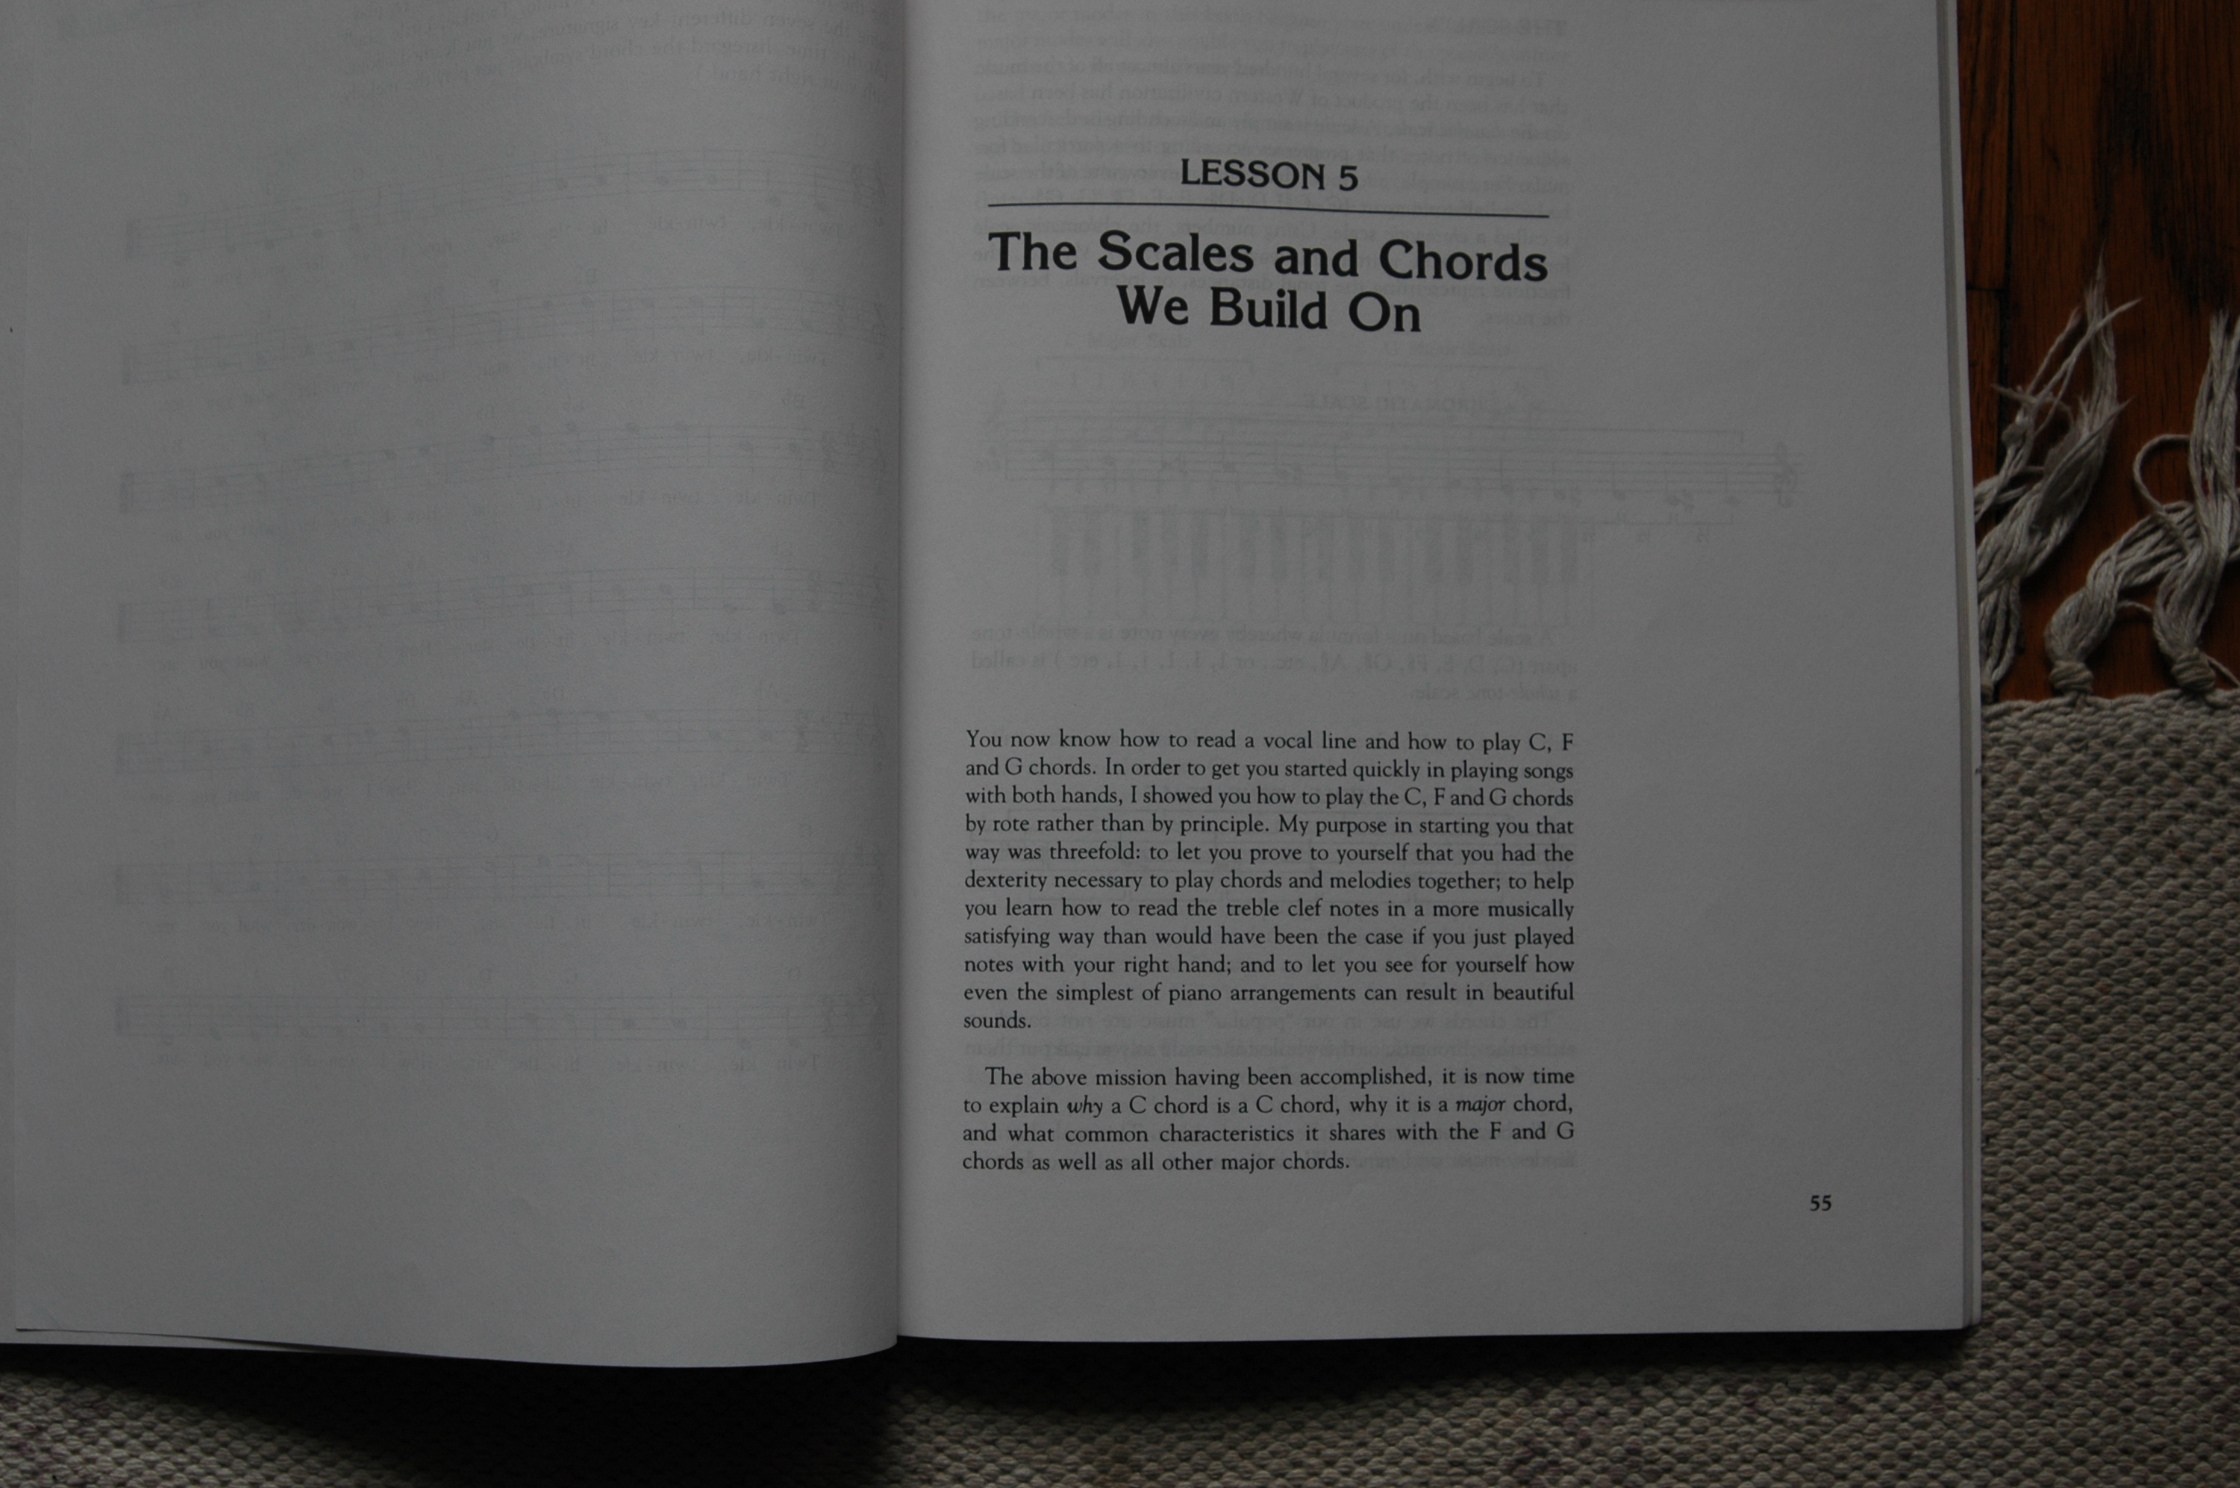 LESSON 5
The Scales and Chords
We Build On
You now know how to read a vocal line and how to play C, F
and G chords. In order to get you started quickly in playing songs
with both hands, I showed you how to play the C, F and G chords
by rote rather than by principle. My purpose in starting you that
way was threefold: to let you prove to yourself that you had the
dexterity necessary to play chords and melodies together; to help
you learn how to read the treble clef notes in a more musically
satisfying way than would have been the case if you just played
notes with your right hand; and to let you see for yourself how
even the simplest of piano arrangements can result in beautiful
sounds.
The above mission having been accomplished, it is now time
to explain why a C chord is a C chord, why it is a major chord,
and what common characteristics it shares with the F and G
chords as well as all other major chords.
55